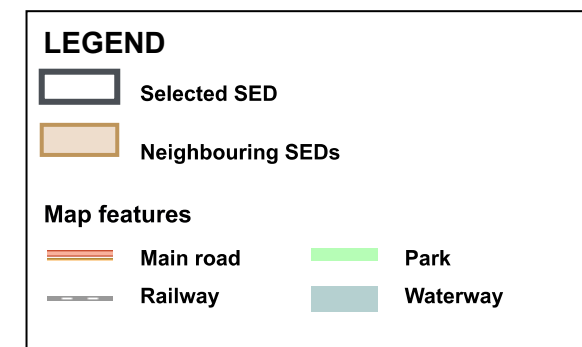 LEGEND
Selected SED
Neighbouring SEDs
Map features
Main road
Park
Railway
Waterway